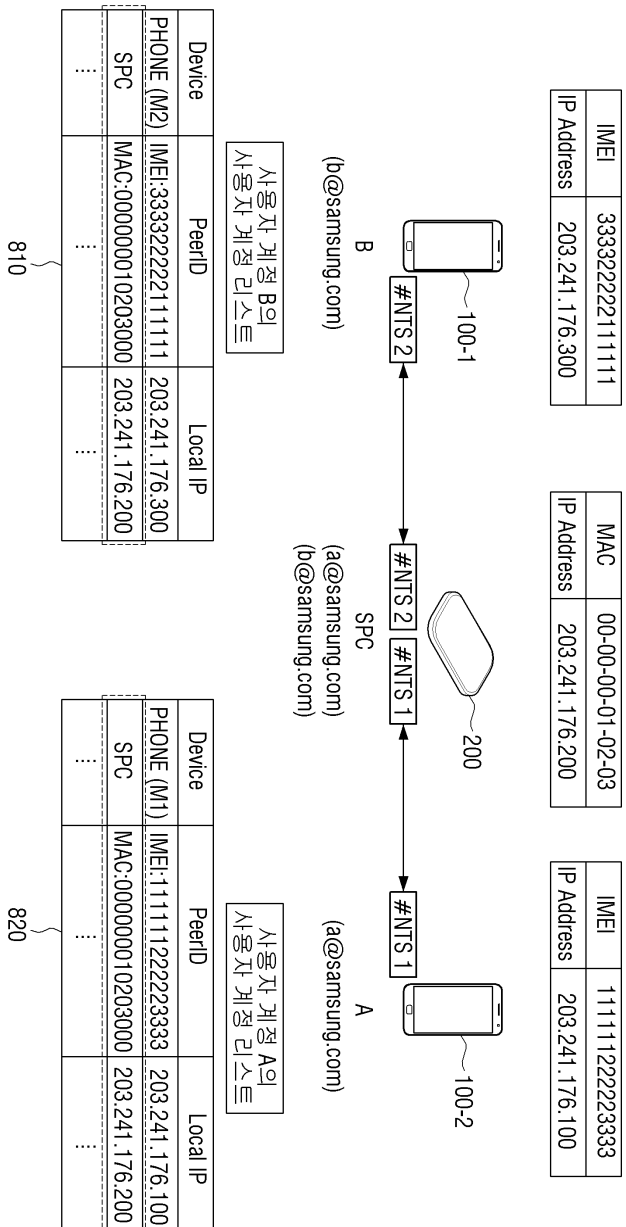 IMEI 333322222111111
IP Address 203.241.176.300
MAC 00-00-00-01-02-03
IP Address 203.241.176.200
IMEI 111111222223333
IP Address 203.241.176.100
100-1
200
100-2
#NTS 2
#NTS 2
#NTS 1
#NTS 1
B
(b@samsung.com)
SPC
(a@samsung.com)
(b@samsung.com)
A
(a@samsung.com)
사용자 계정 B의
사용자 계정 리스트
Device PeerID Local IP
PHONE (M2) IMEI:333322222111111 203.241.176.300
SPC MAC:000000010203000 203.241.176.200
.... .... ....
810
사용자 계정 A의
사용자 계정 리스트
Device PeerID Local IP
PHONE (M1) IMEI:111111222223333 203.241.176.100
SPC MAC:000000010203000 203.241.176.200
.... .... ....
820